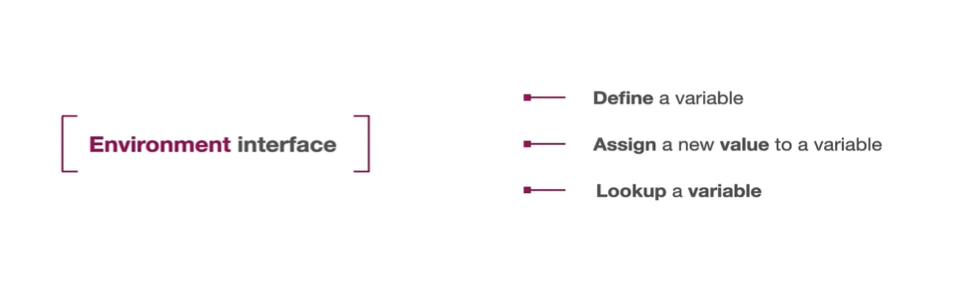 Environment interface
Define a variable
Assign a new value to a variable
Lookup a variable